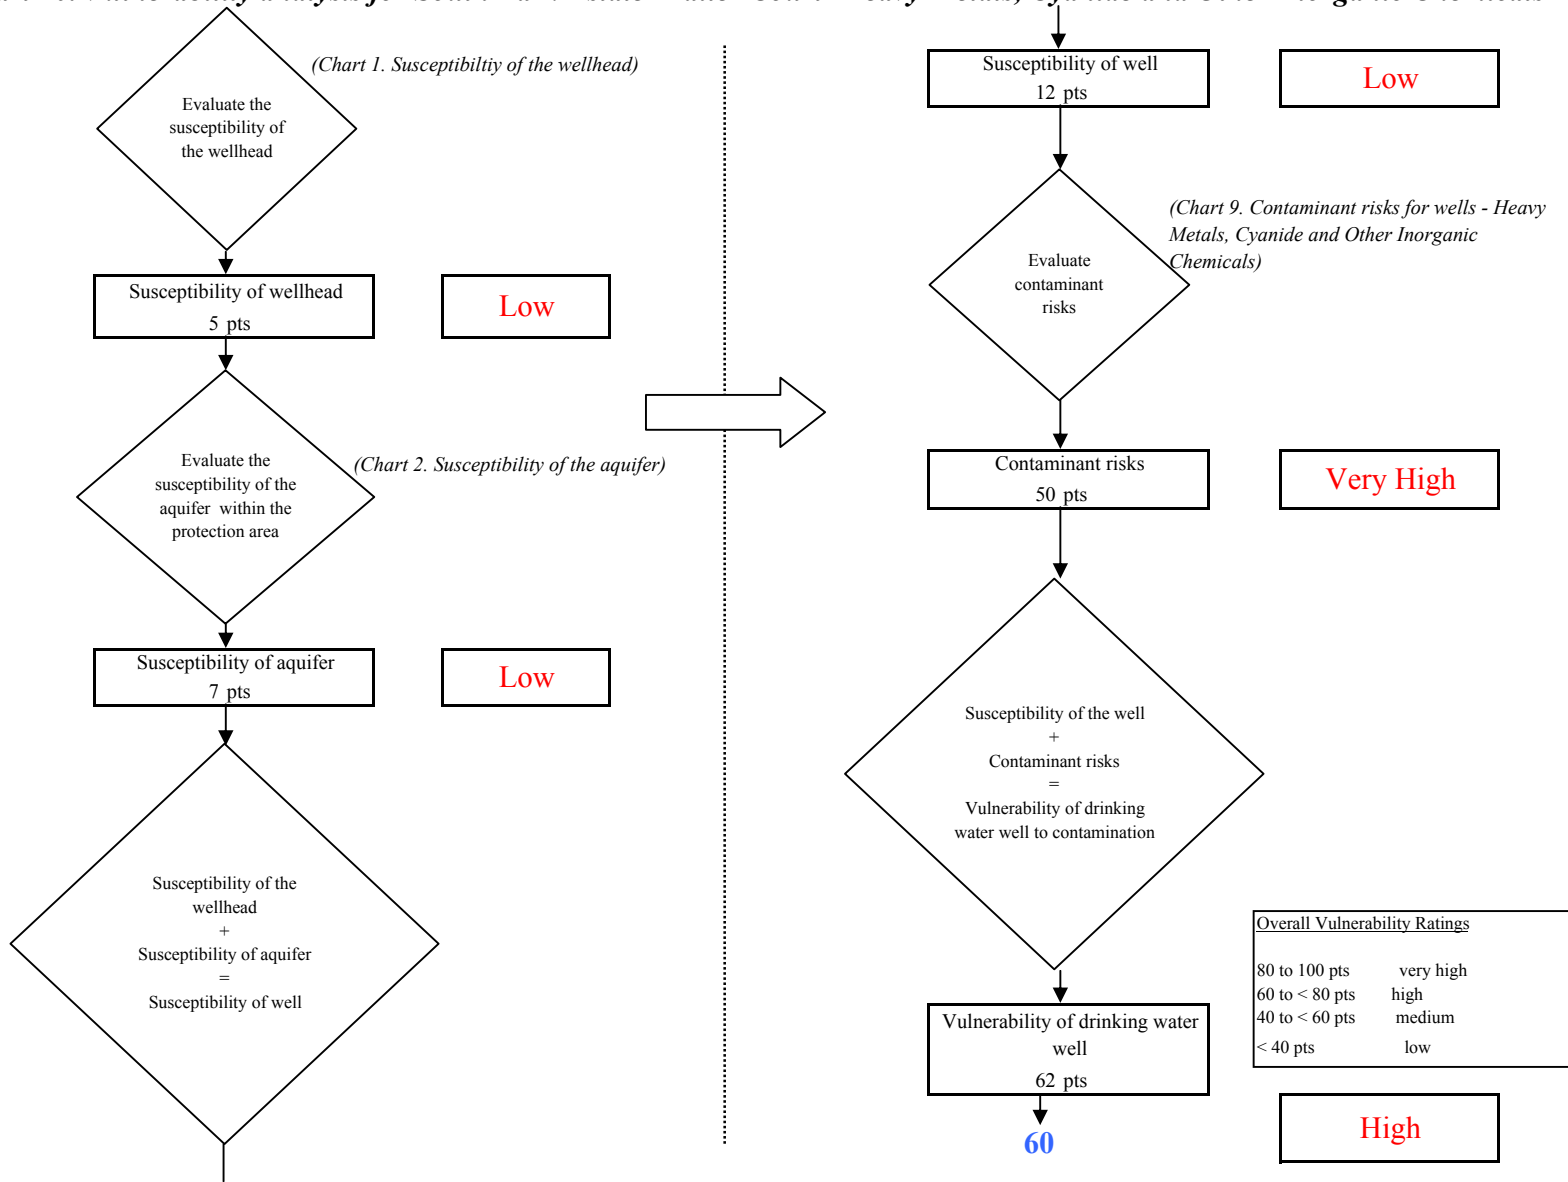 (Chart 1. Susceptibiltiy of the wellhead)
Evaluate the
susceptibility of
the wellhead
Susceptibility of wellhead
5 pts
Low
Evaluate the
susceptibility of the
aquifer within the
protection area
(Chart 2. Susceptibility of the aquifer)
Susceptibility of aquifer
7 pts
Low
Susceptibility of the
wellhead
+
Susceptibility of aquifer
=
Susceptibility of well
Susceptibility of well
12 pts
Low
(Chart 9. Contaminant risks for wells - Heavy
Metals, Cyanide and Other Inorganic
Chemicals)
Evaluate
contaminant
risks
Contaminant risks
50 pts
Very High
Susceptibility of the well
+
Contaminant risks
=
Vulnerability of drinking
water well to contamination
Overall Vulnerability Ratings
80 to 100 pts very high
60 to < 80 pts high
40 to < 60 pts medium
< 40 pts low
Vulnerability of drinking water
well
62 pts
60
High